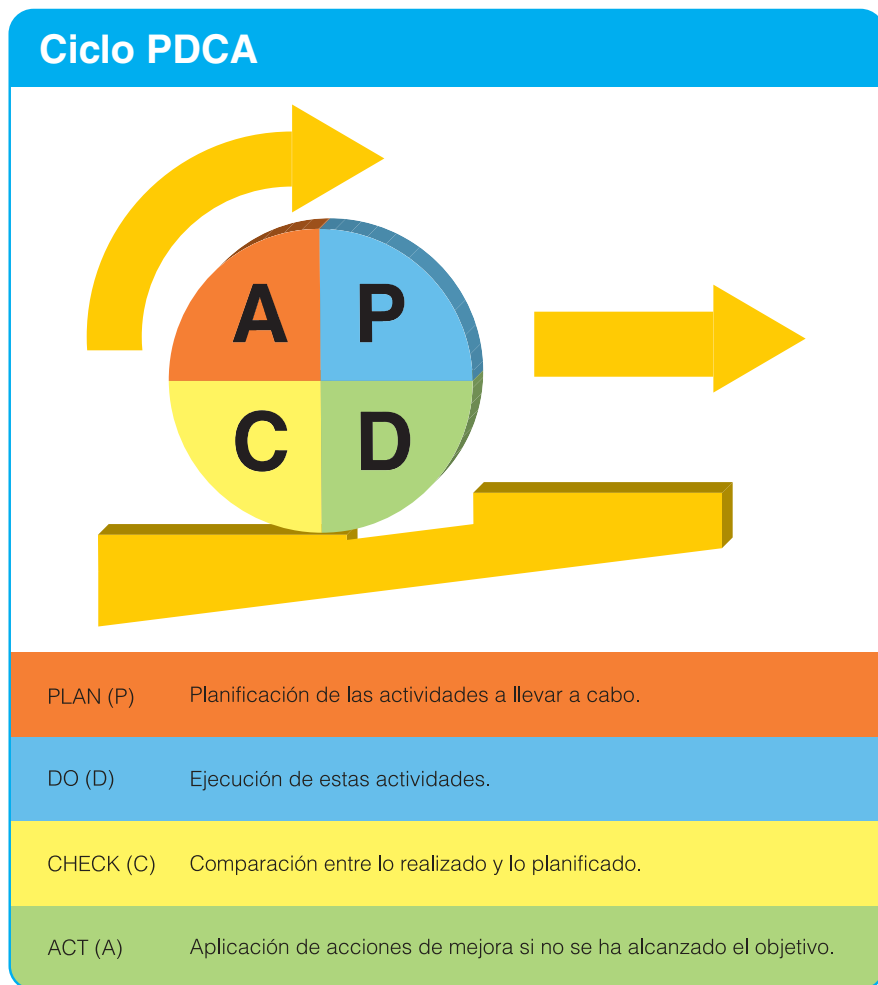 Ciclo PDCA
A P
C D
PLAN (P) Planificación de las actividades a llevar a cabo.
DO (D) Ejecución de estas actividades.
CHECK (C) Comparación entre lo realizado y lo planificado.
ACT (A) Aplicación de acciones de mejora si no se ha alcanzado el objetivo.